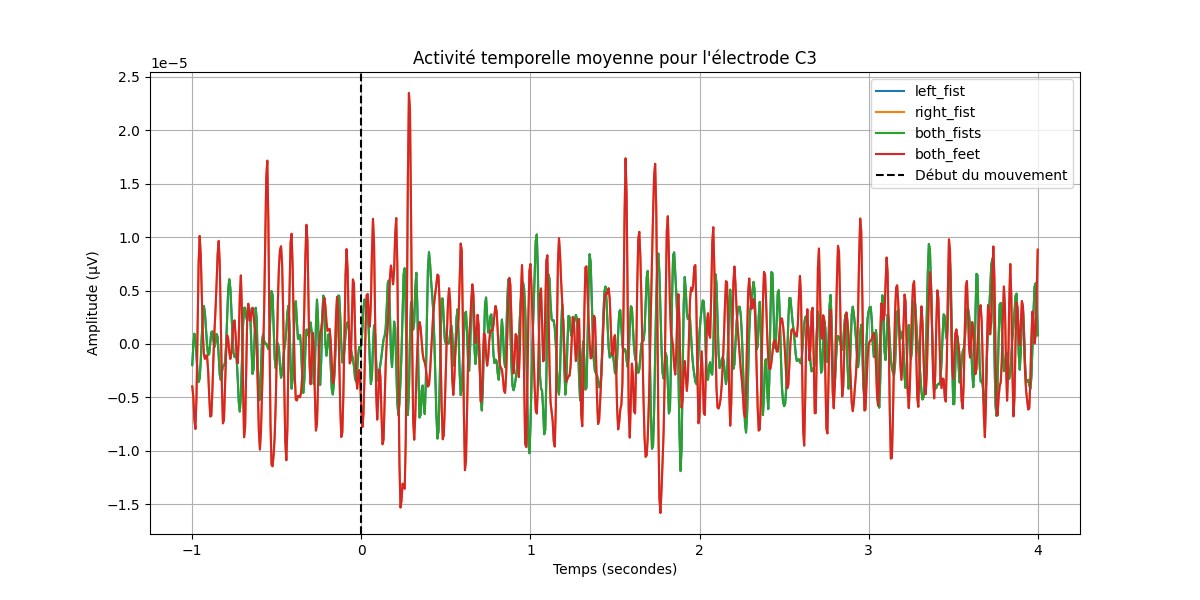 Activité temporelle moyenne pour l'électrode C3
1e−5
2.5
2.0
1.5
1.0
0.5
0.0
−0.5
−1.0
−1.5
Amplitude (µV)
left_fist
right_fist
both_fists
both_feet
Début du mouvement
−1
0
1
2
3
4
Temps (secondes)